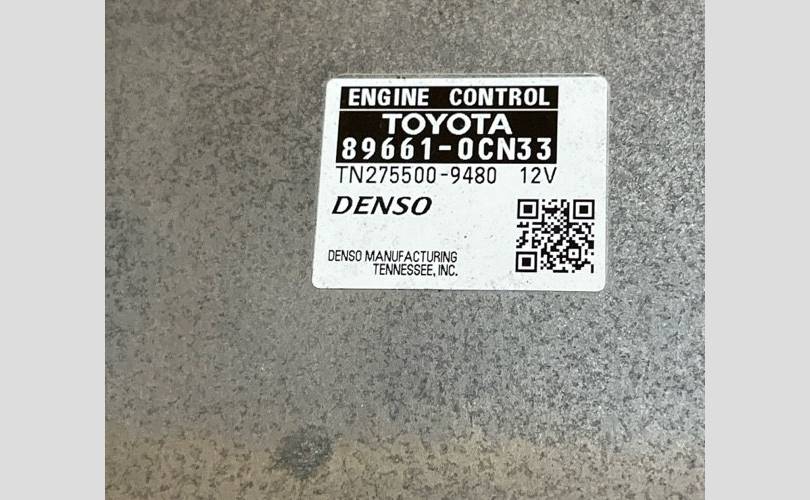 ENGINE CONTROL
TOYOTA
89661-0CN33
TN275500-9480 12V
DENSO
DENSO MANUFACTURING
TENNESSEE, INC.